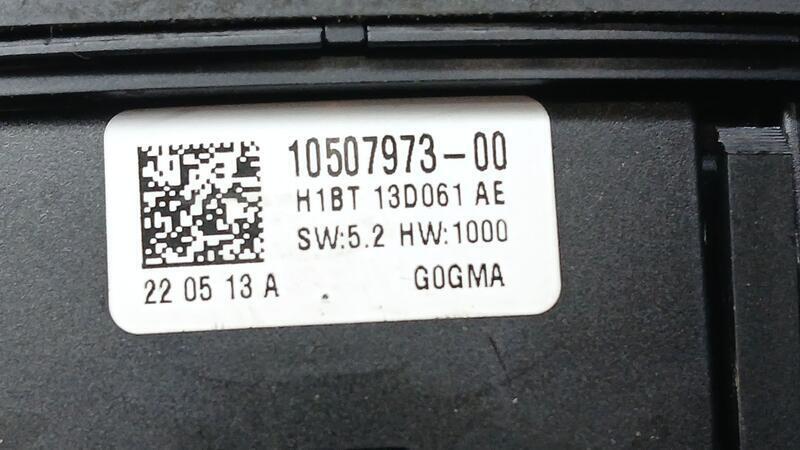 10507973-00
H1BT 13D061 AE
SW:5.2 HW:1000
22 05 13 A G0GMA